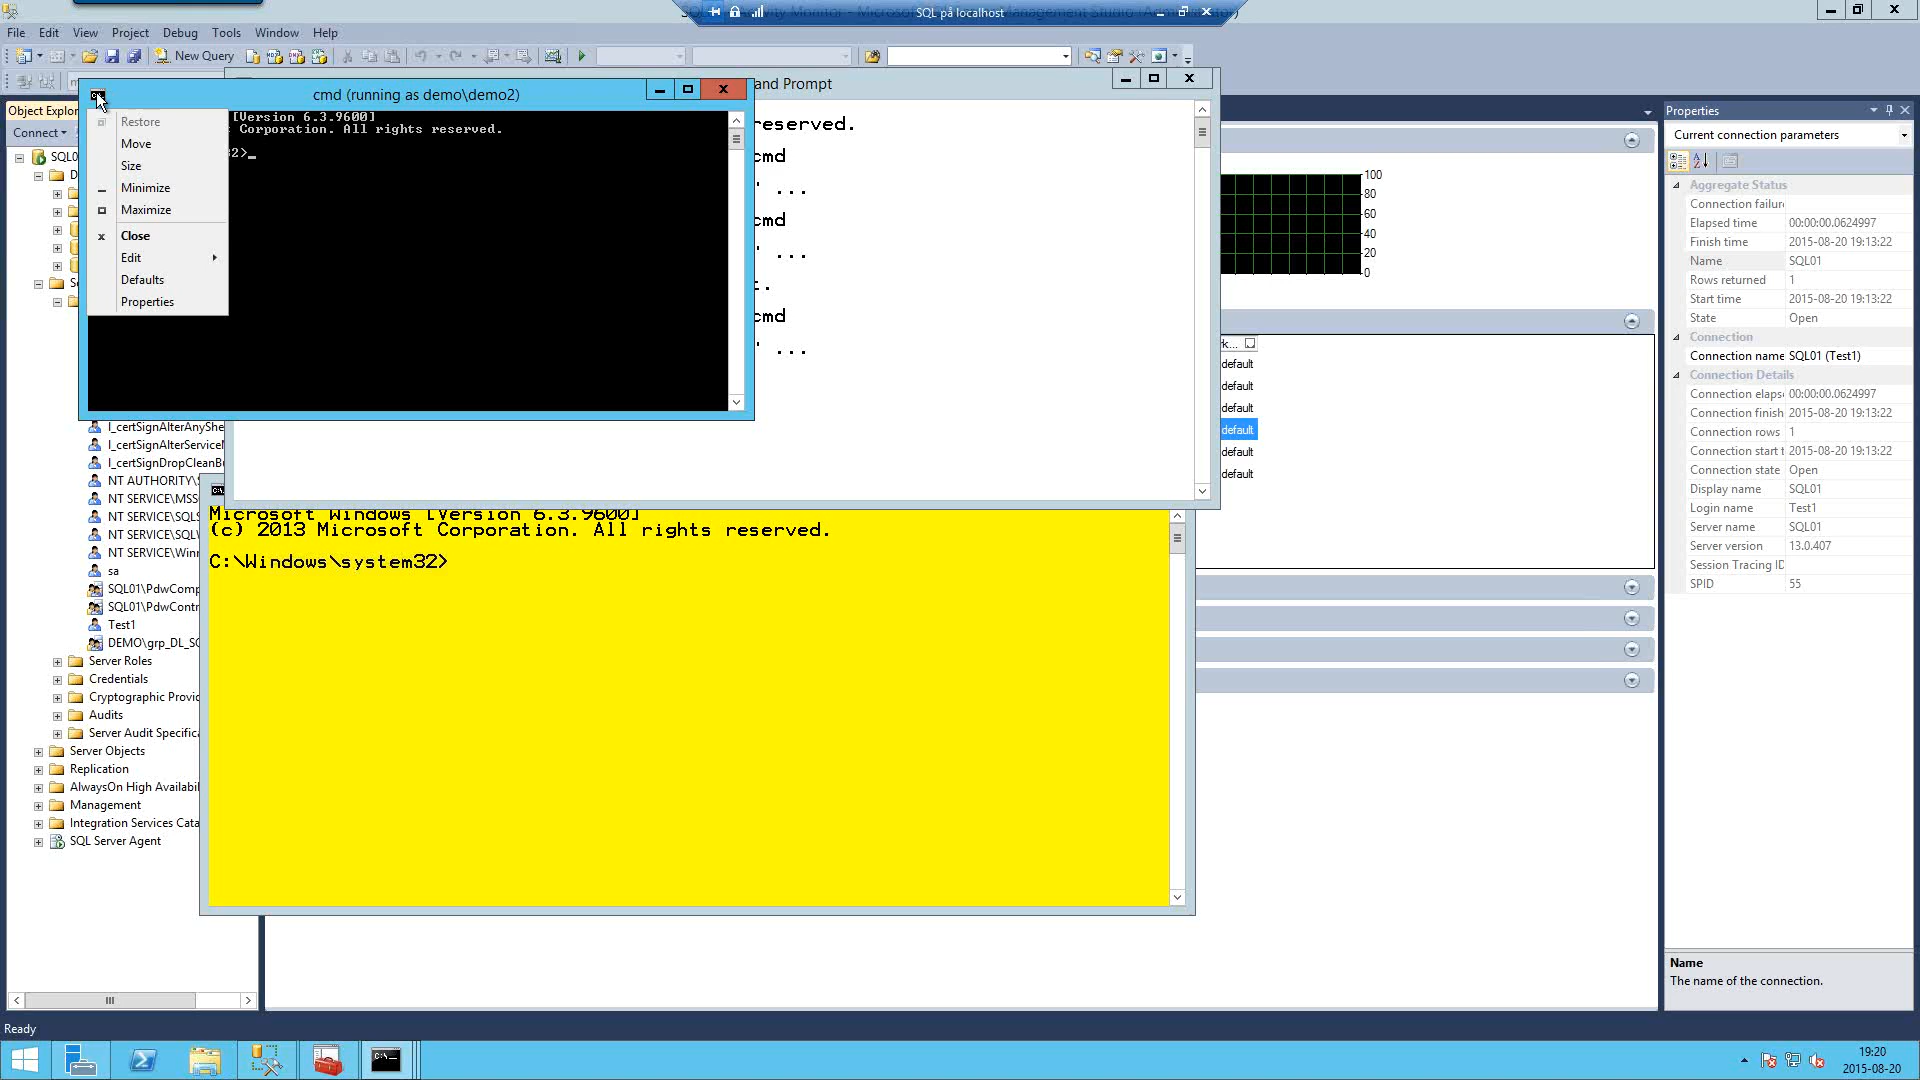 SQL på localhost
File Edit View Project Debug Tools Window Help
New Query
and Prompt
cmd (running as demo\demo2)
Object Explor
Properties
Connect
Current connection parameters
[Version 6.3.9600]
Corporation. All rights reserved.
32>_
Restore
Move
Size
Minimize
Maximize
Close
Edit
Defaults
Properties
reserved.
cmd
' ...
cmd
' ...
t.
cmd
' ...
100
80
60
40
20
0
default
default
default
default
default
default
SQL0
l_certSignAlterAnyShe
l_certSignAlterServiceM
l_certSignDropCleanBu
NT AUTHORITY\S
NT SERVICE\MSS
NT SERVICE\SQLS
NT SERVICE\SQL
NT SERVICE\Winr
sa
SQL01\PdwComp
SQL01\PdwContr
Test1
DEMO\grp_DL_SQ
Server Roles
Credentials
Cryptographic Provid
Audits
Server Audit Specifica
Server Objects
Replication
AlwaysOn High Availabil
Management
Integration Services Cata
SQL Server Agent
Microsoft Windows [Version 6.3.9600]
(c) 2013 Microsoft Corporation. All rights reserved.
C:\Windows\system32>
Aggregate Status
Connection failure
Elapsed time 00:00:00.0624997
Finish time 2015-08-20 19:13:22
Name SQL01
Rows returned 1
Start time 2015-08-20 19:13:22
State Open
Connection
Connection name SQL01 (Test1)
Connection Details
Connection elapse 00:00:00.0624997
Connection finish 2015-08-20 19:13:22
Connection rows 1
Connection start t 2015-08-20 19:13:22
Connection state Open
Display name SQL01
Login name Test1
Server name SQL01
Server version 13.0.407
Session Tracing ID
SPID 55
Name
The name of the connection.
Ready
19:20
2015-08-20